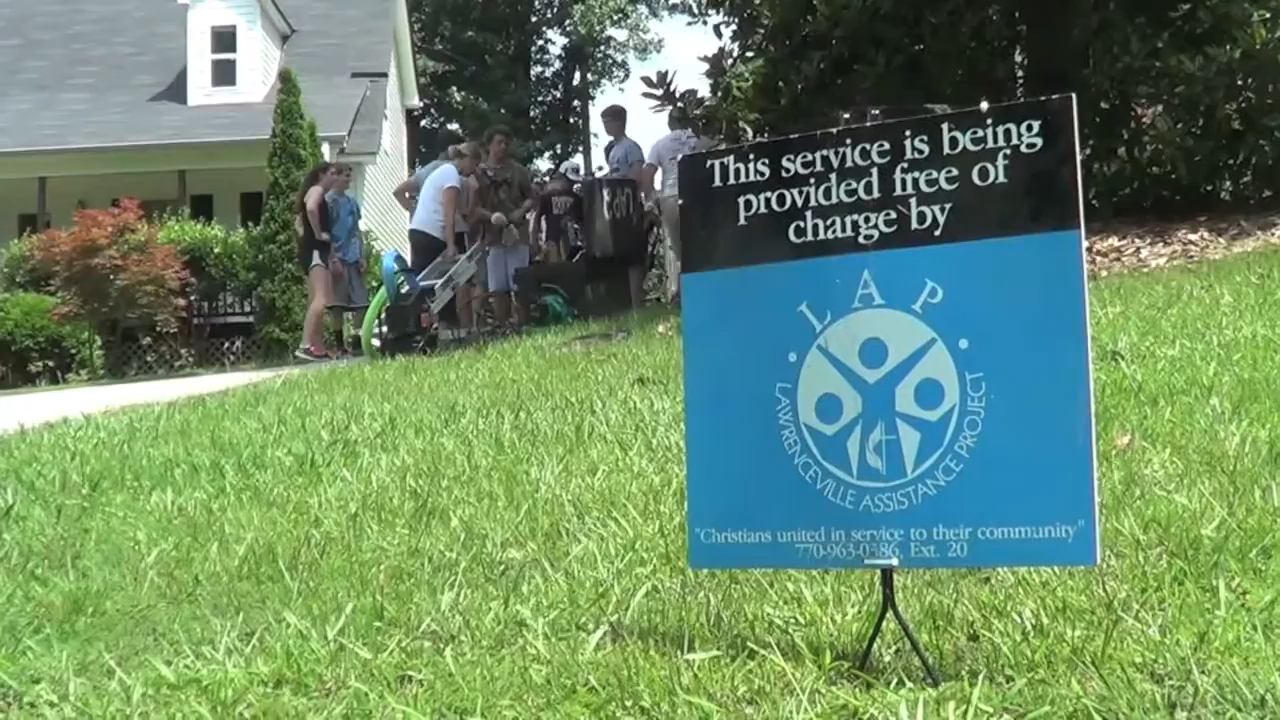 This service is being
provided free of
charge by
LAP
LAWRENCEVILLE ASSISTANCE PROJECT
"Christians united in service to their community"
770-963-0386, Ext. 20